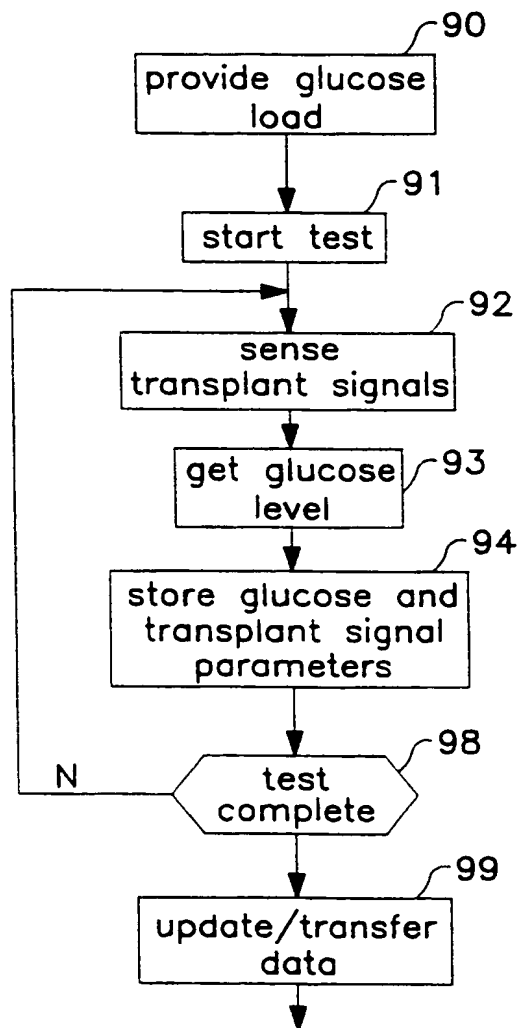 90
provide glucose
load
91
start test
92
sense
transplant signals
93
get glucose
level
94
store glucose and
transplant signal
parameters
98
N
test
complete
99
update/transfer
data